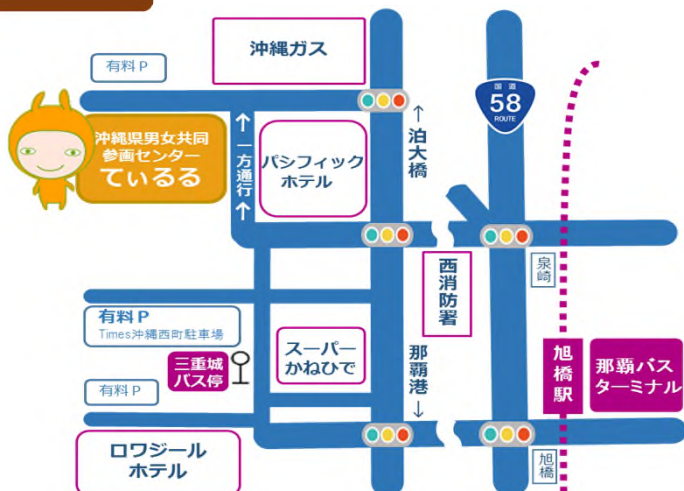 沖縄ガス
有料P
国道
58
ROUTE
沖縄県男女共同
参画センター
ているる
↑一方通行↑
パシフィック
ホテル
↑泊大橋
西消防署
泉崎
有料P
Times沖縄西町駐車場
三重城
バス停
スーパー
かねひで
那覇港↓
旭橋駅
那覇バス
ターミナル
有料P
ロワジール
ホテル
旭橋